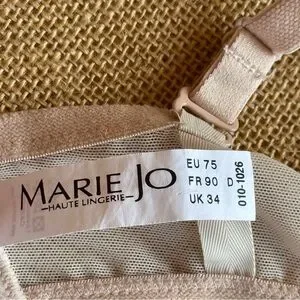 MARIE JO
—HAUTE LINGERIE—
EU 75
FR 90 D
UK 34
010-1026